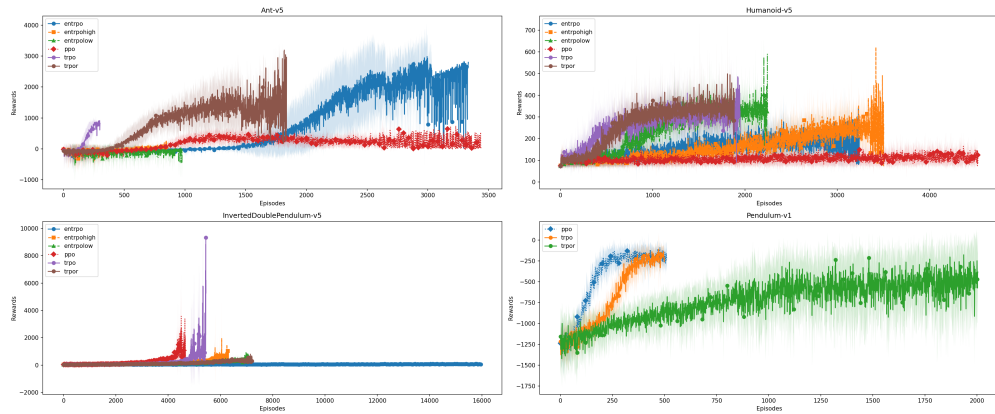 Ant-v5
entrpo
entrpohigh
entrpolow
ppo
trpo
trpor
4000
3000
2000
1000
0
−1000
Rewards
0
500
1000
1500
2000
2500
3000
3500
Episodes
Humanoid-v5
entrpo
entrpohigh
entrpolow
ppo
trpo
trpor
700
600
500
400
300
200
100
0
Rewards
0
1000
2000
3000
4000
Episodes
InvertedDoublePendulum-v5
entrpo
entrpohigh
entrpolow
ppo
trpo
trpor
10000
8000
6000
4000
2000
0
−2000
Rewards
0
2000
4000
6000
8000
10000
12000
14000
16000
Episodes
Pendulum-v1
ppo
trpo
trpor
0
−250
−500
−750
−1000
−1250
−1500
−1750
Rewards
0
250
500
750
1000
1250
1500
1750
2000
Episodes